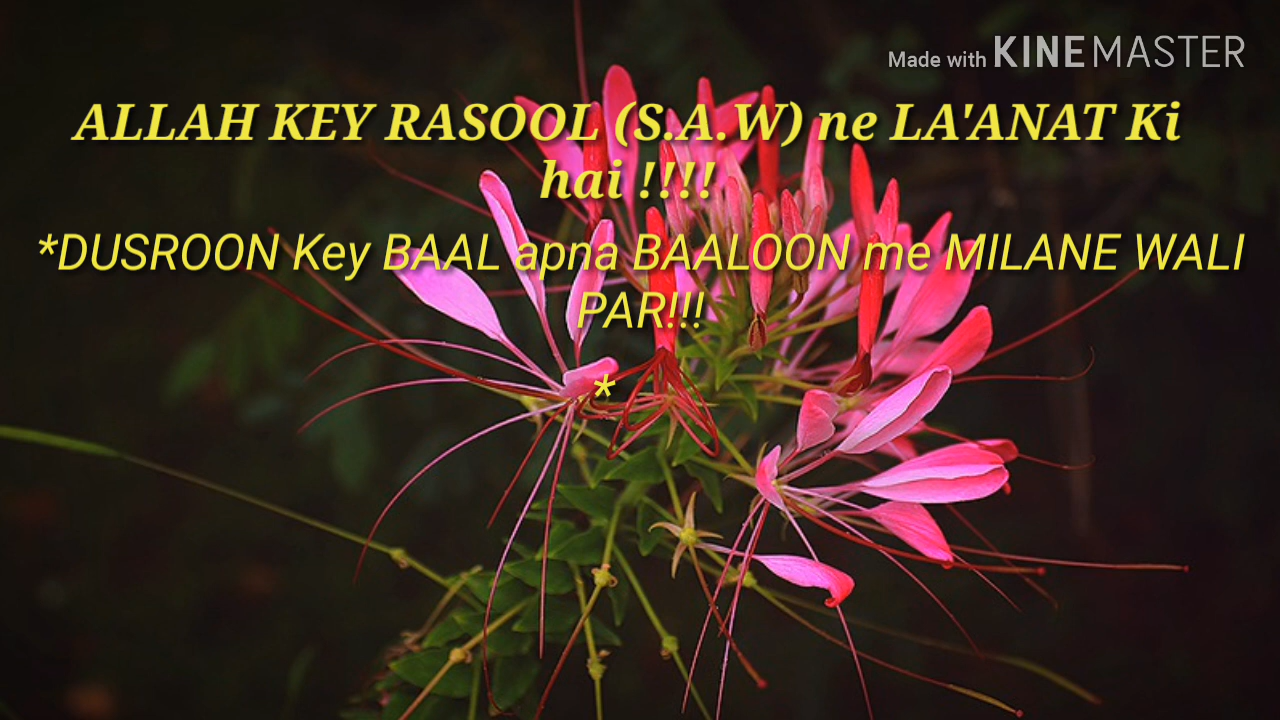 Made with KINEMASTER
ALLAH KEY RASOOL (S.A.W) ne LA'ANAT Ki
hai !!!!
*DUSROON Key BAAL apna BAALOON me MILANE WALI
PAR!!!
*